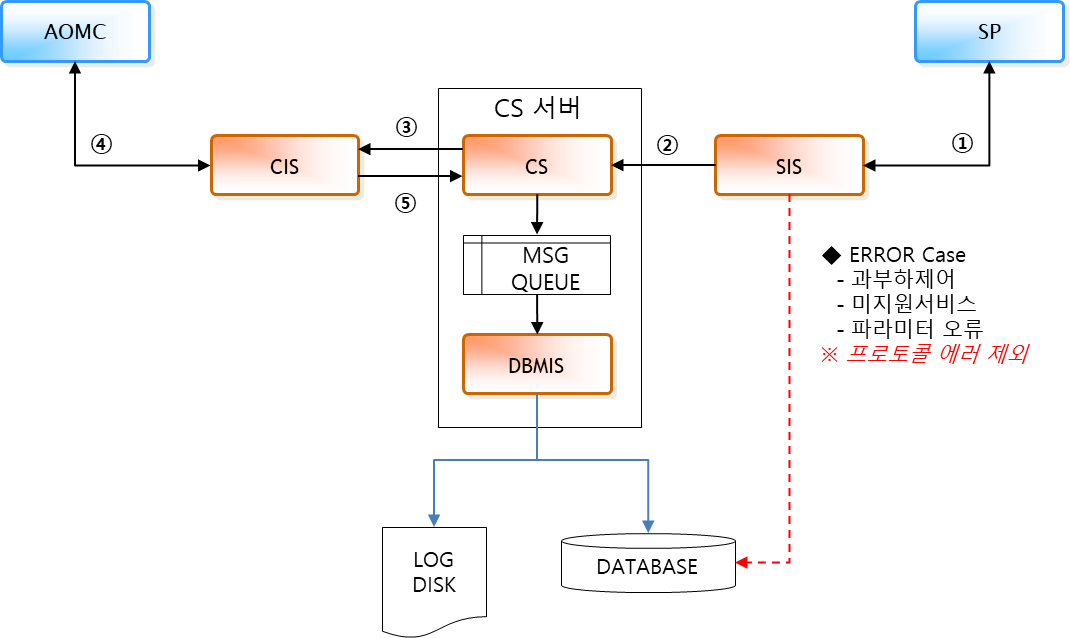 AOMC
SP
CS 서버
③
②
①
④
CIS
CS
SIS
⑤
MSG
QUEUE
◆ ERROR Case
- 과부하제어
- 미지원서비스
- 파라미터 오류
※ 프로토콜 에러 제외
DBMIS
LOG
DISK
DATABASE